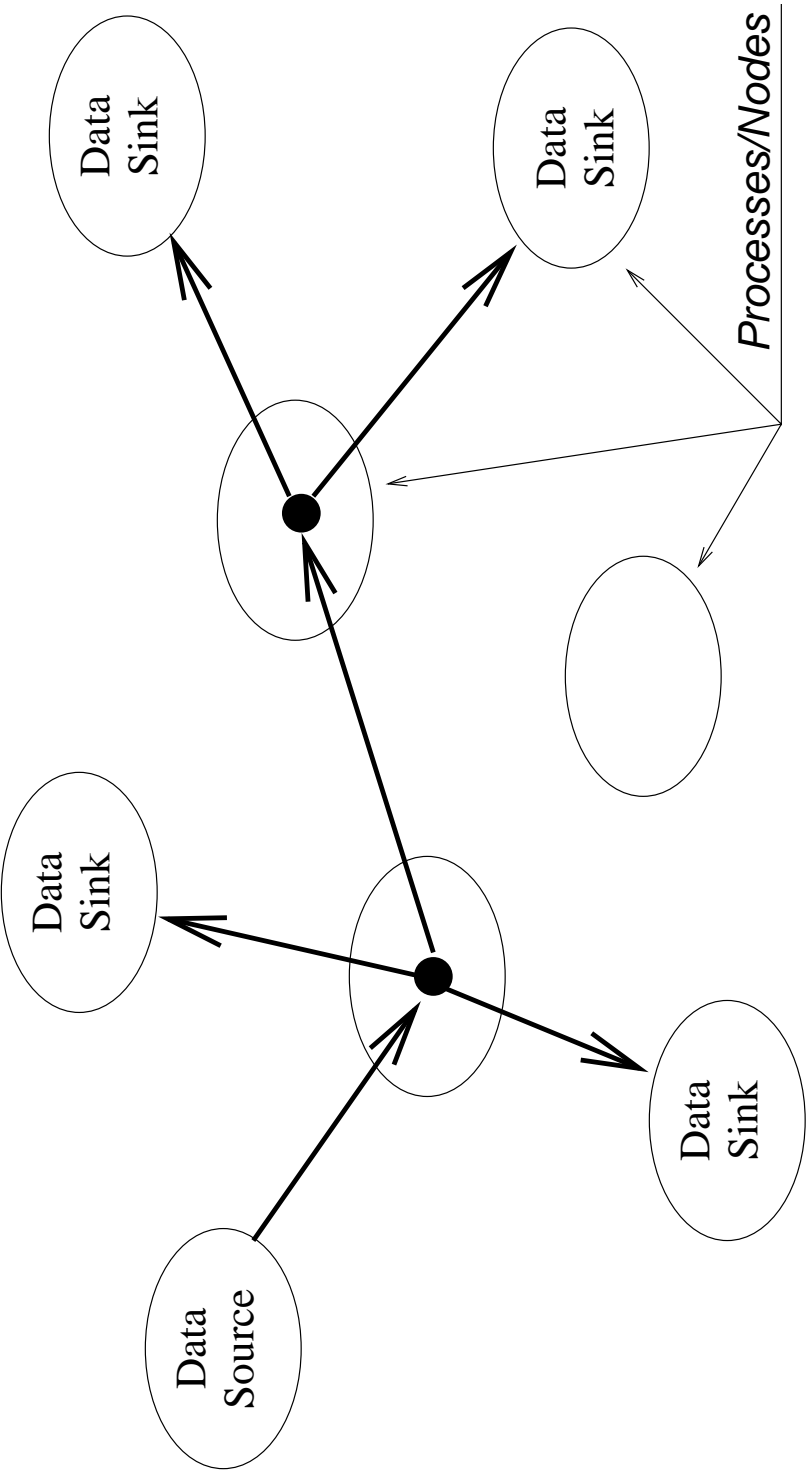 Data
Sink
Data
Sink
Data
Source
Data
Sink
Data
Sink
Processes/Nodes